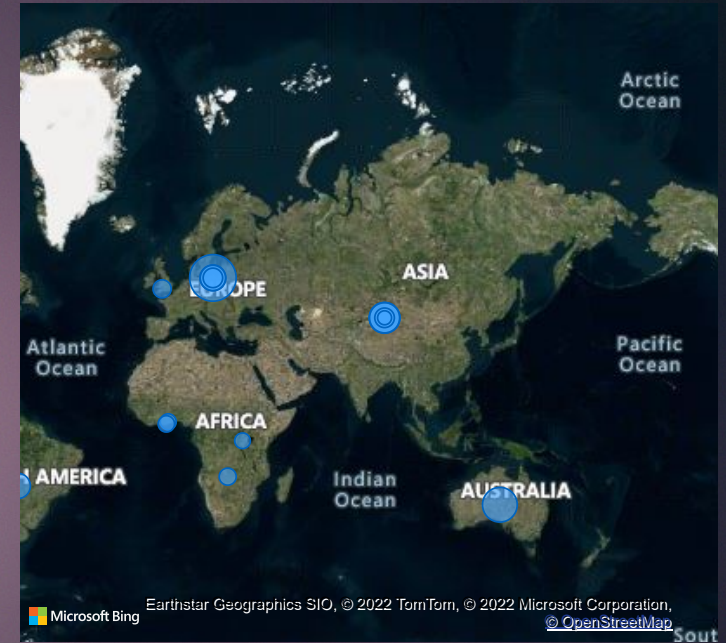 Arctic
Ocean
ASIA
EUROPE
Atlantic
Ocean
Pacific
Ocean
AFRICA
AMERICA
Indian
Ocean
AUSTRALIA
Microsoft Bing
Earthstar Geographics SIO, © 2022 TomTom, © 2022 Microsoft Corporation,
© OpenStreetMap
Sout